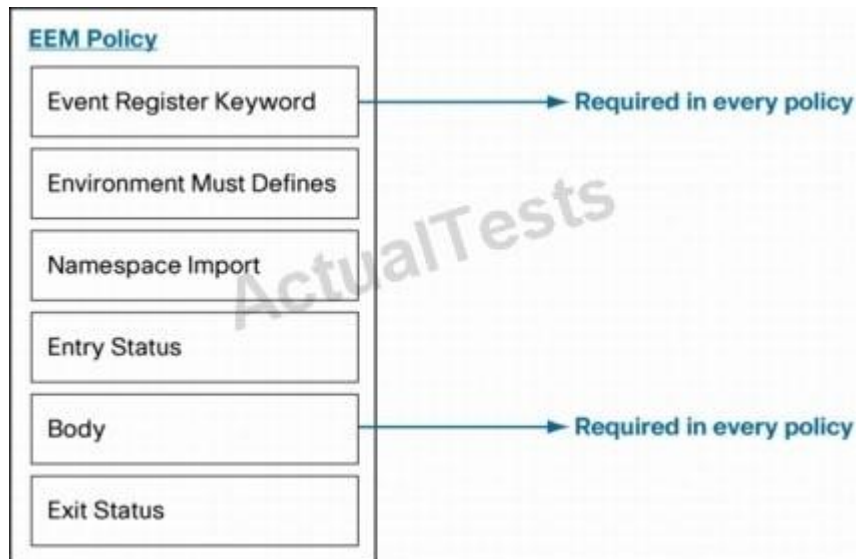 EEM Policy
Event Register Keyword
Required in every policy
Environment Must Defines
ActualTests
Namespace Import
Entry Status
Body
Required in every policy
Exit Status